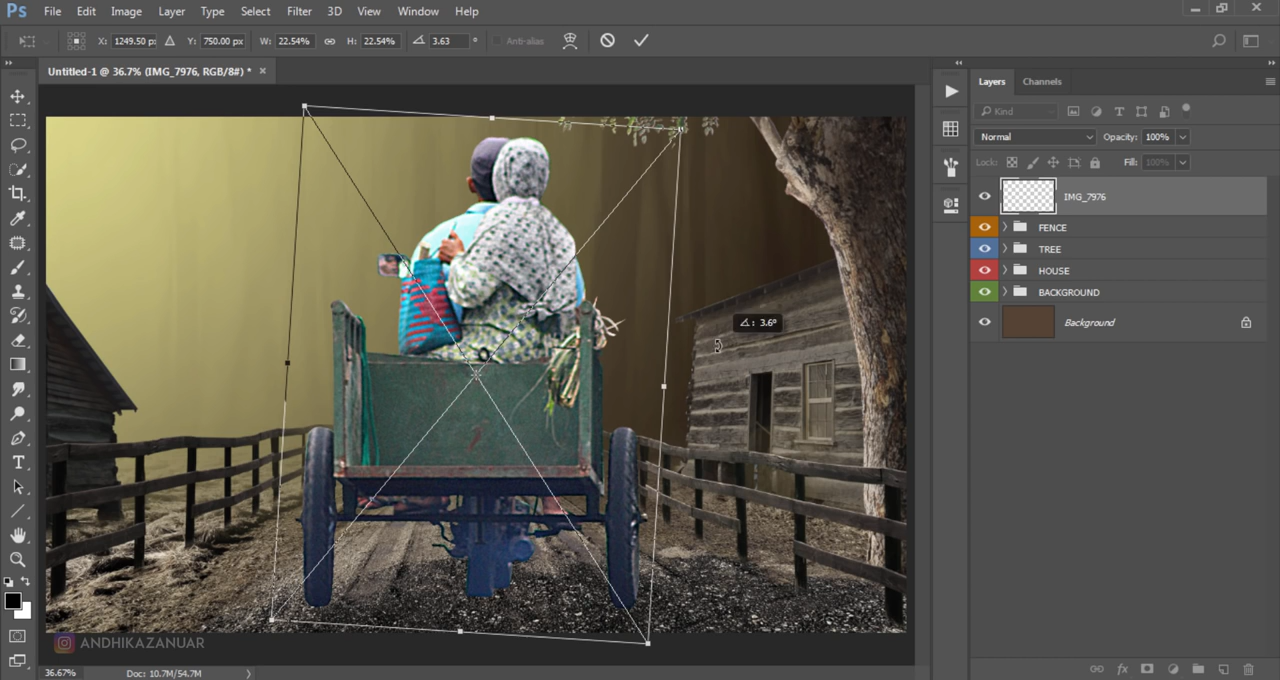 Ps File Edit Image Layer Type Select Filter 3D View Window Help
X: 1249.50 p: Y: 750.00 px W: 22.54% H: 22.54% 3.63 ° Anti-alias
Untitled-1 @ 36.7% (IMG_7976, RGB/8#) * ×
Layers Channels
Kind
Normal Opacity: 100%
Lock: Fill: 100%
IMG_7976
FENCE
TREE
HOUSE
BACKGROUND
Background
: 3.6°
ANDHIKAZANUAR
36.67% Doc: 10.7M/54.7M